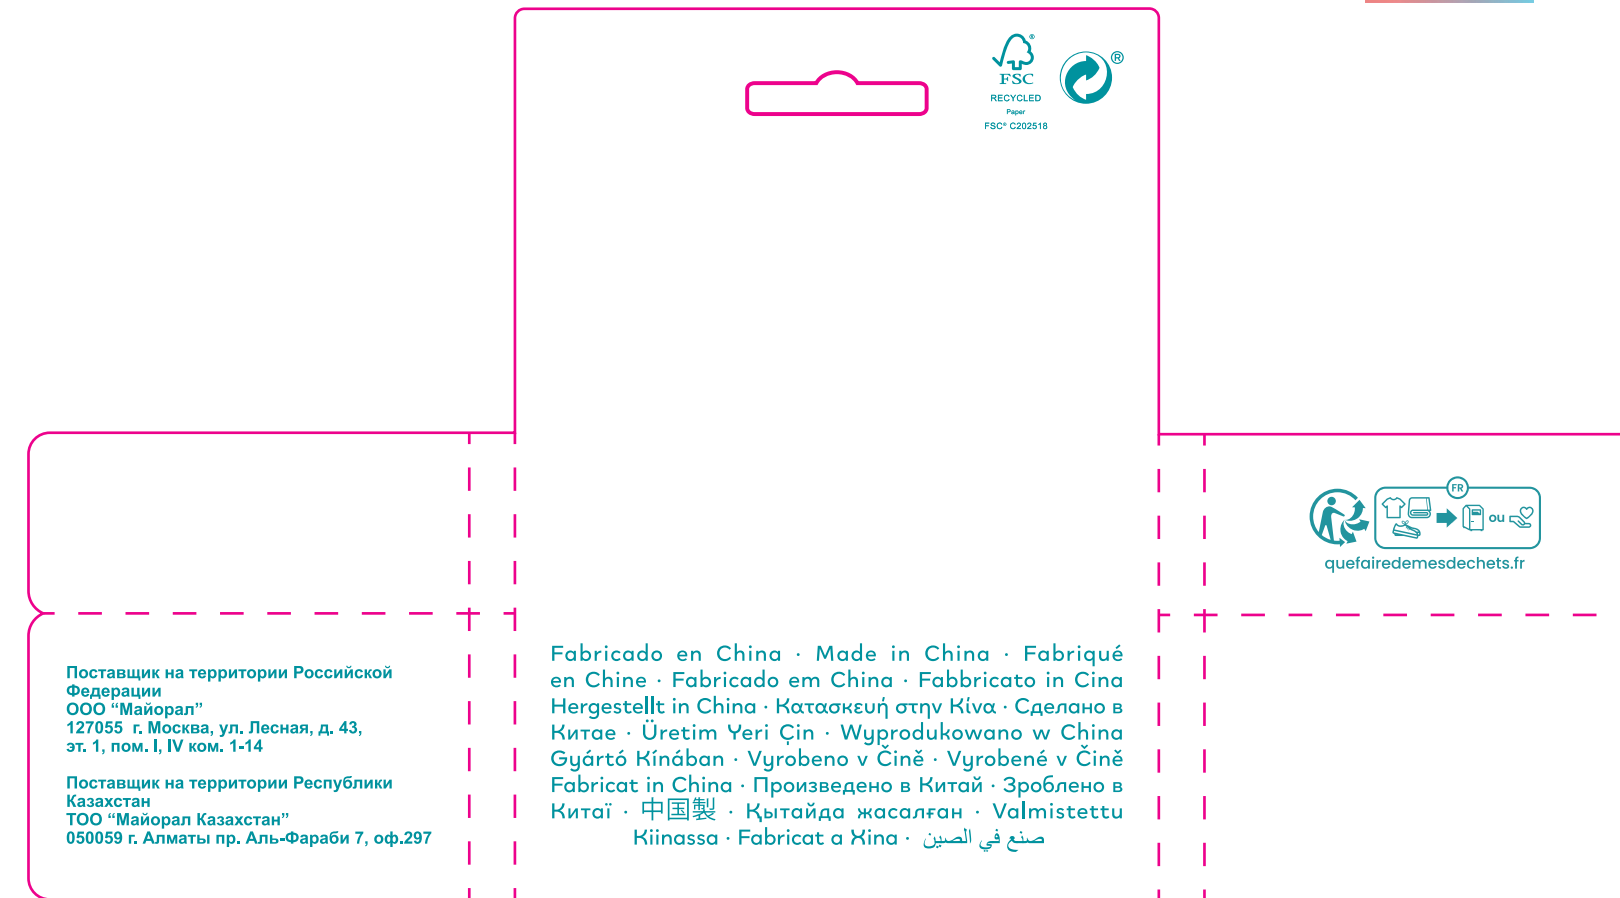 FSC®
RECYCLED
Paper
FSC® C202518
®
FR
ou
quefairedemesdechets.fr
Поставщик на территории Российской
Федерации
ООО “Майорал”
127055 г. Москва, ул. Лесная, д. 43,
эт. 1, пом. I, IV ком. 1-14
Поставщик на территории Республики
Казахстан
ТОО “Майорал Казахстан”
050059 г. Алматы пр. Аль-Фараби 7, оф.297
Fabricado en China · Made in China · Fabriqué
en Chine · Fabricado em China · Fabbricato in Cina
Hergestellt in China · Κατασκευή στην Κίνα · Сделано в
Китае · Üretim Yeri Çin · Wyprodukowano w China
Gyártó Kínában · Vyrobeno v Čině · Vyrobené v Čině
Fabricat in China · Произведено в Китай · Зроблено в
Китаї · 中国製 · Қытайда жасалған · Valmistettu
Kiinassa · Fabricat a Xina · صنع في الصين